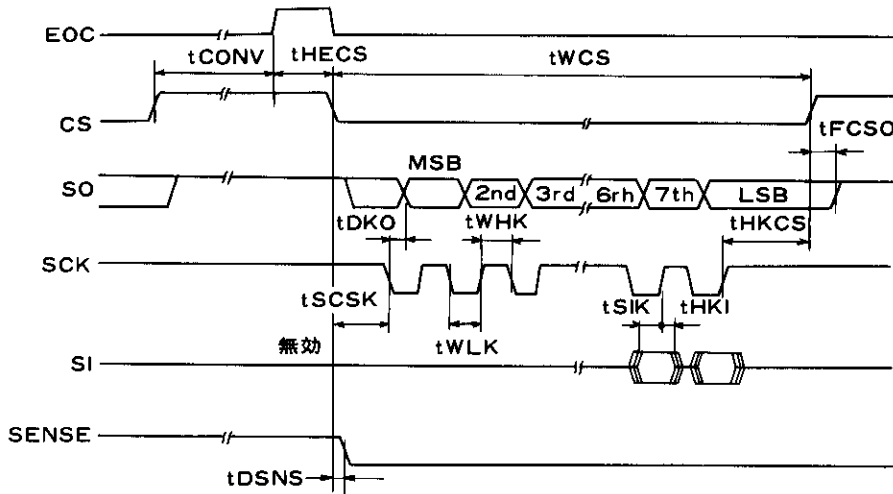 EOC
tCONV
tHECS
tWCS
CS
tFCSO
MSB
SO
2nd
3rd
6rh
7th
LSB
tDKO
tWHK
tHKCS
SCK
tSCSK
tSIK
tHKI
無効
tWLK
SI
SENSE
tDSNS